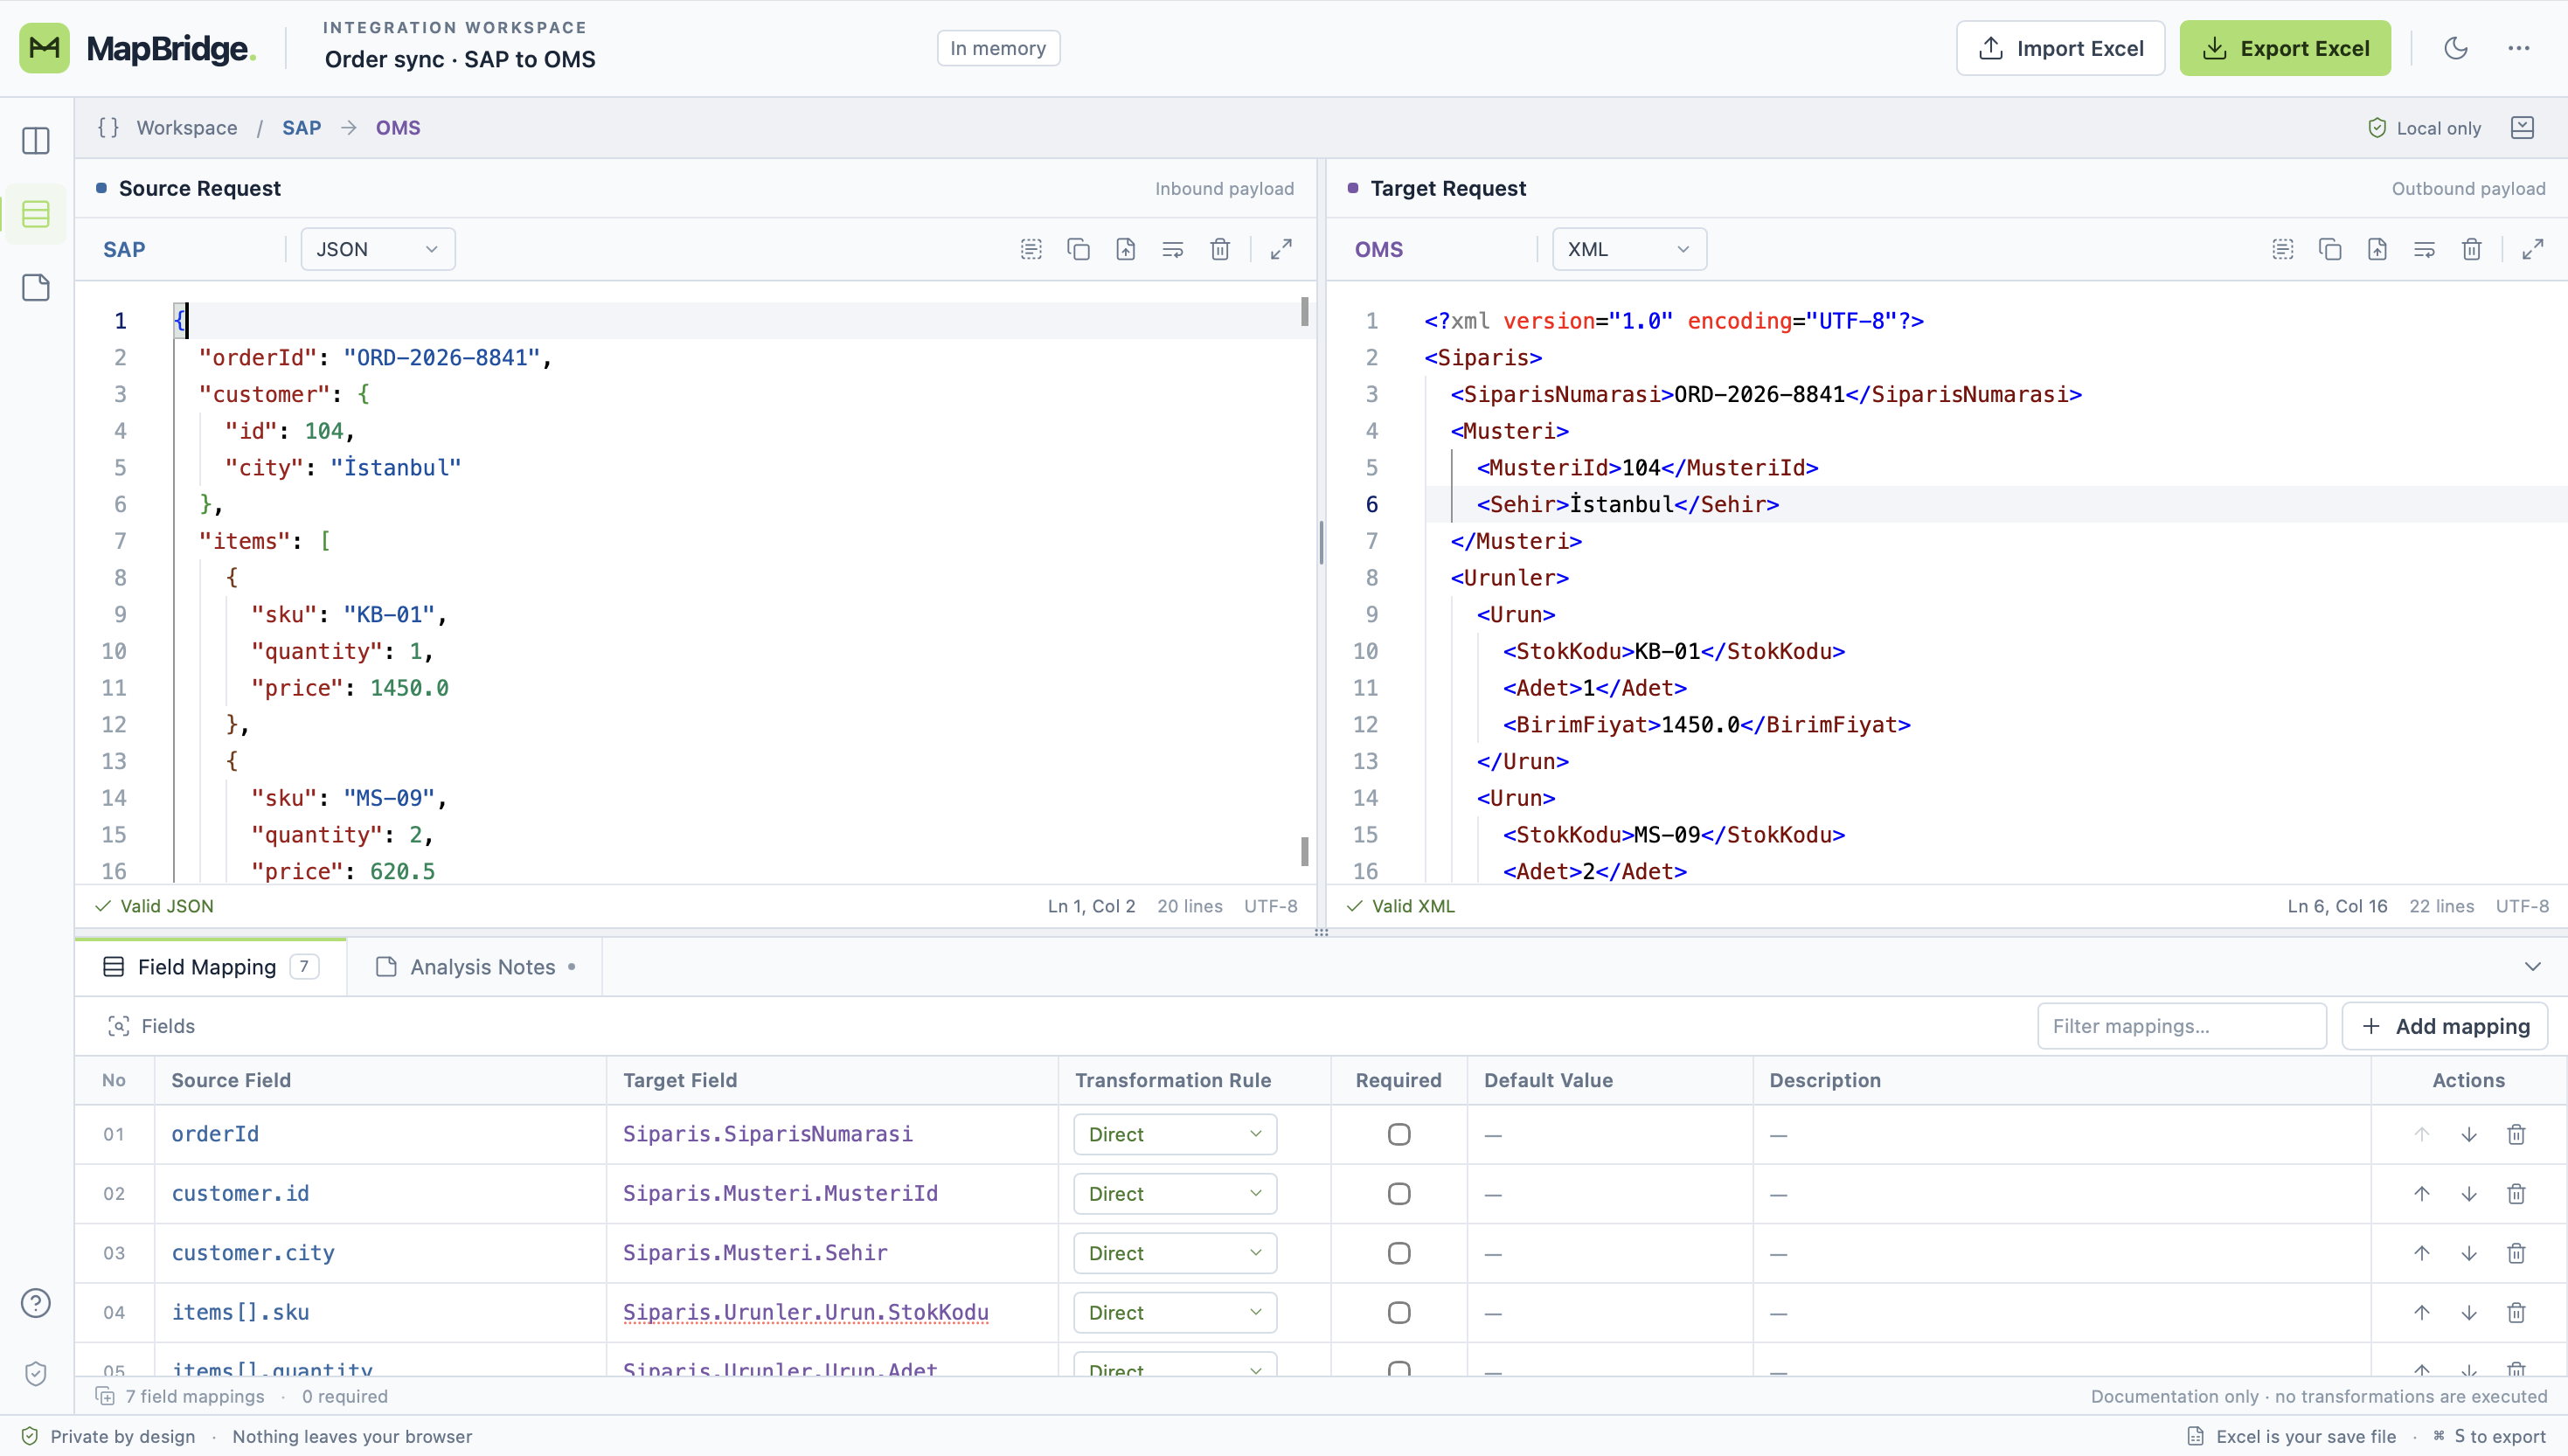 MapBridge.
INTEGRATION WORKSPACE
Order sync · SAP to OMS
In memory
Import Excel
Export Excel
Workspace / SAP → OMS
Local only
Source Request
Inbound payload
SAP
JSON
1 {
2 "orderId": "ORD-2026-8841",
3 "customer": {
4 "id": 104,
5 "city": "İstanbul"
6 },
7 "items": [
8 {
9 "sku": "KB-01",
10 "quantity": 1,
11 "price": 1450.0
12 },
13 {
14 "sku": "MS-09",
15 "quantity": 2,
16 "price": 620.5
Valid JSON
Ln 1, Col 2 20 lines UTF-8
Target Request
Outbound payload
OMS
XML
1 <?xml version="1.0" encoding="UTF-8"?>
2 <Siparis>
3 <SiparisNumarasi>ORD-2026-8841</SiparisNumarasi>
4 <Musteri>
5 <MusteriId>104</MusteriId>
6 <Sehir>İstanbul</Sehir>
7 </Musteri>
8 <Urunler>
9 <Urun>
10 <StokKodu>KB-01</StokKodu>
11 <Adet>1</Adet>
12 <BirimFiyat>1450.0</BirimFiyat>
13 </Urun>
14 <Urun>
15 <StokKodu>MS-09</StokKodu>
16 <Adet>2</Adet>
Valid XML
Ln 6, Col 16 22 lines UTF-8
Field Mapping 7
Analysis Notes •
Fields
Filter mappings...
+ Add mapping
No Source Field Target Field Transformation Rule Required Default Value Description Actions
01 orderId Siparis.SiparisNumarasi Direct — —
02 customer.id Siparis.Musteri.MusteriId Direct — —
03 customer.city Siparis.Musteri.Sehir Direct — —
04 items[].sku Siparis.Urunler.Urun.StokKodu Direct — —
05 items[].quantity Siparis.Urunler.Urun.Adet Direct — —
7 field mappings · 0 required
Documentation only · no transformations are executed
Private by design · Nothing leaves your browser
Excel is your save file · ⌘ S to export